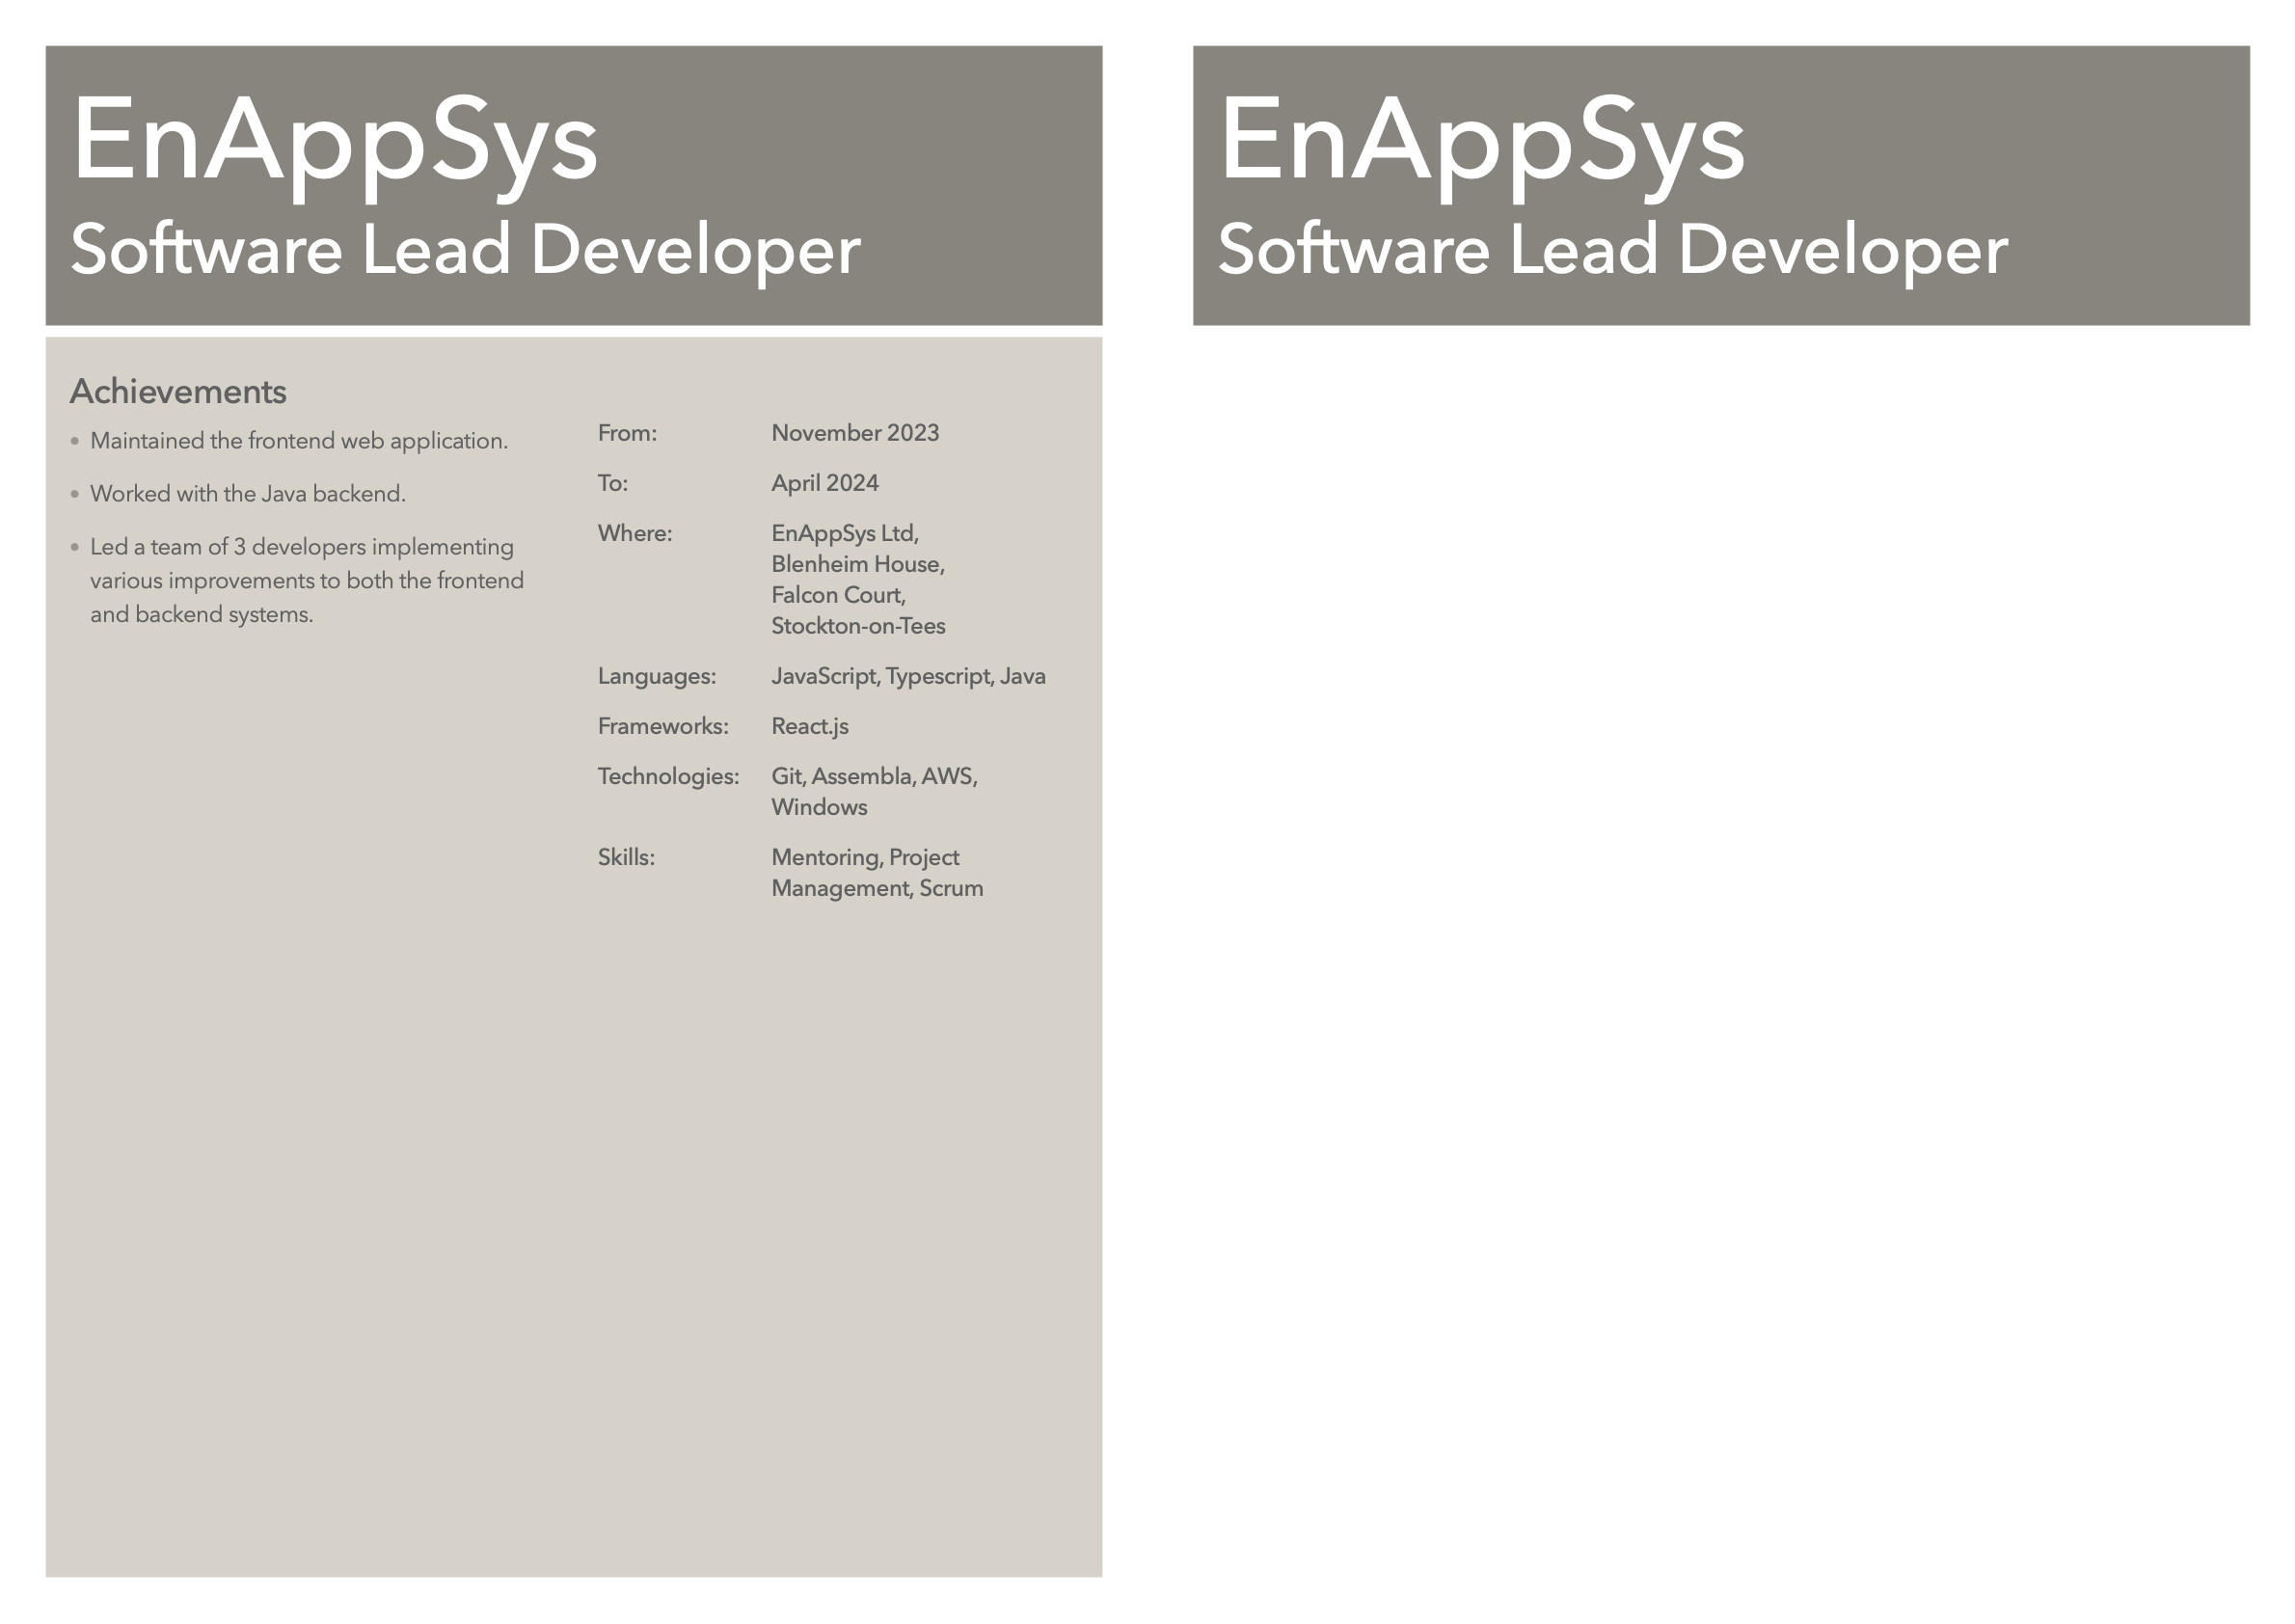 EnAppSys
Software Lead Developer
Achievements
• Maintained the frontend web application.
• Worked with the Java backend.
• Led a team of 3 developers implementing
various improvements to both the frontend
and backend systems.
From: November 2023
To: April 2024
Where: EnAppSys Ltd,
Blenheim House,
Falcon Court,
Stockton-on-Tees
Languages: JavaScript, Typescript, Java
Frameworks: React.js
Technologies: Git, Assembla, AWS,
Windows
Skills: Mentoring, Project
Management, Scrum
EnAppSys
Software Lead Developer